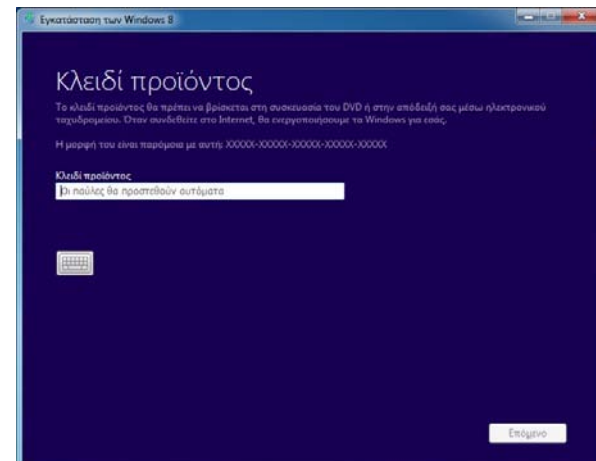 Εγκατάσταση των Windows 8
Κλειδί προϊόντος
Το κλειδί προϊόντος θα πρέπει να βρίσκεται στη συσκευασία του DVD ή στην απόδειξή σας μέσω ηλεκτρονικού
ταχυδρομείου. Όταν συνδεθείτε στο Internet, θα ενεργοποιήσουμε τα Windows για εσάς.
Η μορφή του είναι παρόμοια με αυτή: XXXXX-XXXXX-XXXXX-XXXXX-XXXXX
Κλειδί προϊόντος
Οι παύλες θα προστεθούν αυτόματα
Επόμενο